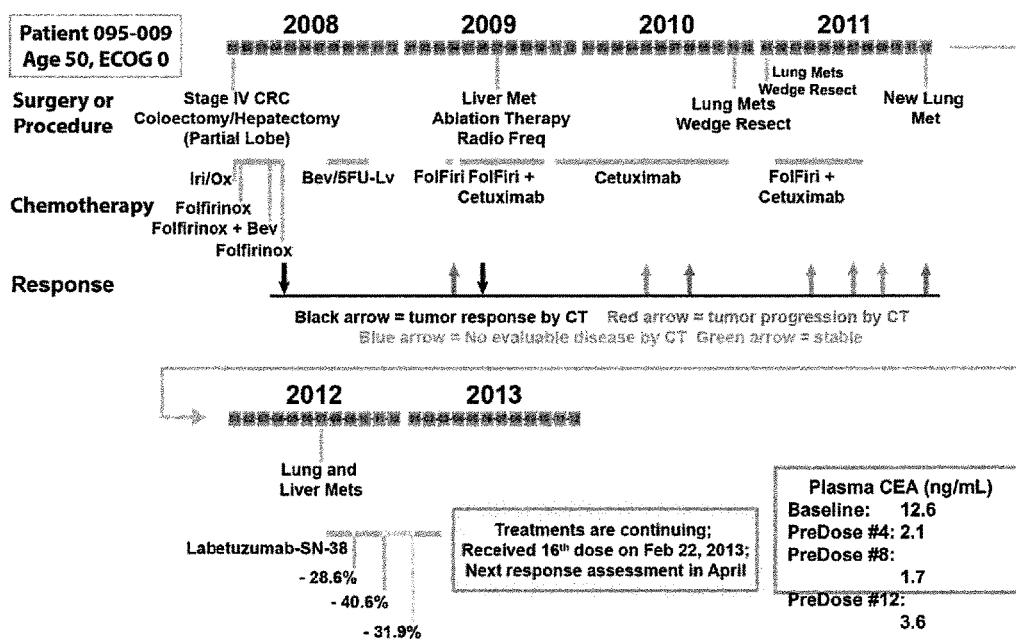 Patient 095-009
Age 50, ECOG 0
2008 2009 2010 2011
Surgery or
Procedure
Stage IV CRC
Coloectomy/Hepatectomy
(Partial Lobe)
Liver Met
Ablation Therapy
Radio Freq
Lung Mets
Wedge Resect
Lung Mets
Wedge Resect
New Lung
Met
Chemotherapy
Iri/Ox
Folfirinox
Folfirinox + Bev
Folfirinox
Bev/5FU-Lv
FolFiri
FolFiri +
Cetuximab
Cetuximab
FolFiri +
Cetuximab
Response
Black arrow = tumor response by CT Red arrow = tumor progression by CT
Blue arrow = No evaluable disease by CT Green arrow = stable
2012 2013
Lung and
Liver Mets
Labetuzumab-SN-38
- 28.6%
- 40.6%
- 31.9%
Treatments are continuing;
Received 16th dose on Feb 22, 2013;
Next response assessment in April
Plasma CEA (ng/mL)
Baseline: 12.6
PreDose #4: 2.1
PreDose #8:
1.7
PreDose #12:
3.6